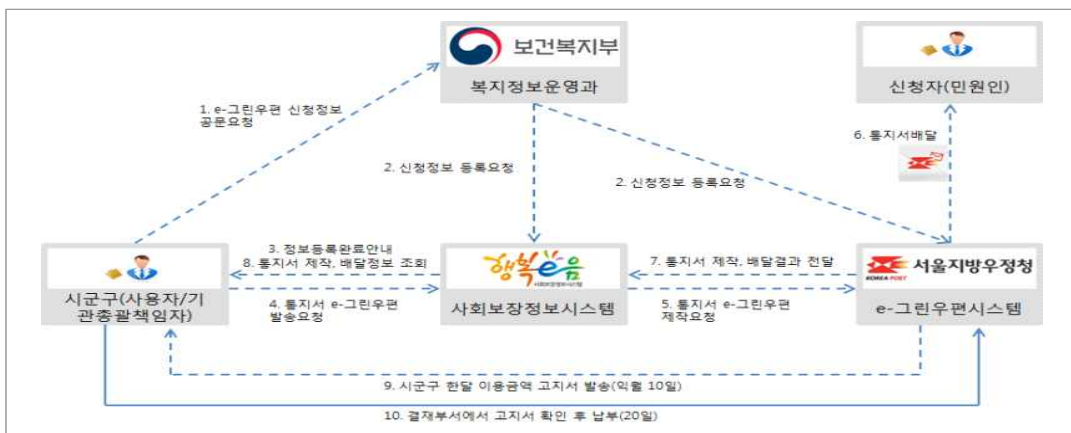 보건복지부
복지정보운영과
신청자(민원인)
1. e-그린우편 신청정보
공문요청
6. 통지서배달
2. 신청정보 등록요청
2. 신청정보 등록요청
3. 정보등록완료안내
8. 통지서 제작, 배달정보 조회
행복e음
사회보장정보시스템
7. 통지서 제작, 배달결과 전달
KOREA POST
서울지방우정청
시군구(사용자/기
관총괄책임자)
4. 통지서 e-그린우편
발송요청
사회보장정보시스템
5. 통지서 e-그린우편
제작요청
e-그린우편시스템
9. 시군구 한달 이용금액 고지서 발송(익월 10일)
10. 결재부서에서 고지서 확인 후 납부(20일)